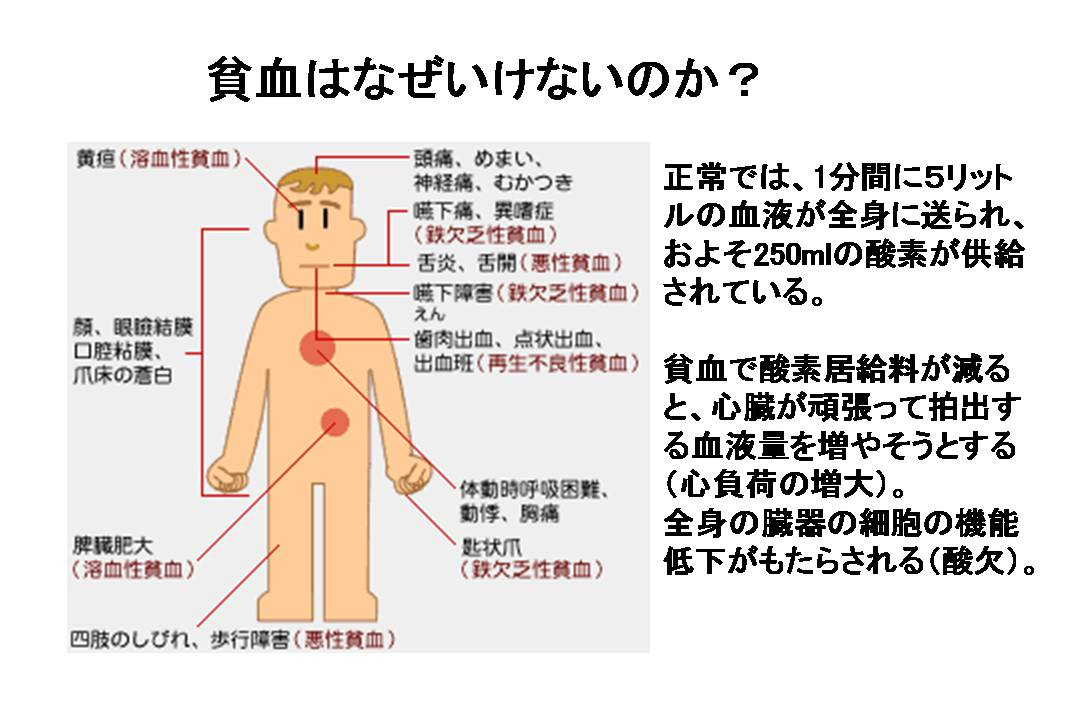 貧血はなぜいけないのか？
黄疸（溶血性貧血）
頭痛、めまい、
神経痛、むかつき
嚥下痛、異嗜症
（鉄欠乏性貧血）
舌炎、舌開（悪性貧血）
嚥下障害（鉄欠乏性貧血）
えん
歯肉出血、点状出血、
出血班（再生不良性貧血）
顔、眼瞼結膜
口腔粘膜、
爪床の蒼白
体動時呼吸困難、
動悸、胸痛
脾臓肥大
（溶血性貧血）
匙状爪
（鉄欠乏性貧血）
四肢のしびれ、歩行障害（悪性貧血）
正常では、1分間に５リット
ルの血液が全身に送られ、
およそ250mlの酸素が供給
されている。
貧血で酸素居給料が減る
と、心臓が頑張って拍出す
る血液量を増やそうとする
（心負荷の増大）。
全身の臓器の細胞の機能
低下がもたらされる（酸欠）。